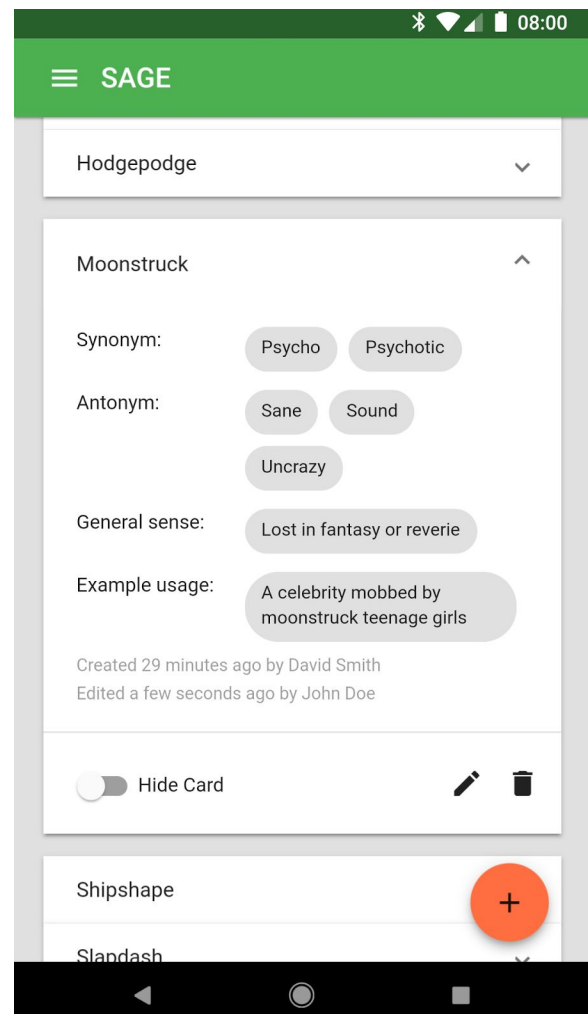 08:00
SAGE
Hodgepodge
Moonstruck
Synonym:
Psycho
Psychotic
Antonym:
Sane
Sound
Uncrazy
General sense:
Lost in fantasy or reverie
Example usage:
A celebrity mobbed by
moonstruck teenage girls
Created 29 minutes ago by David Smith
Edited a few seconds ago by John Doe
Hide Card
Shipshape
Slapdash